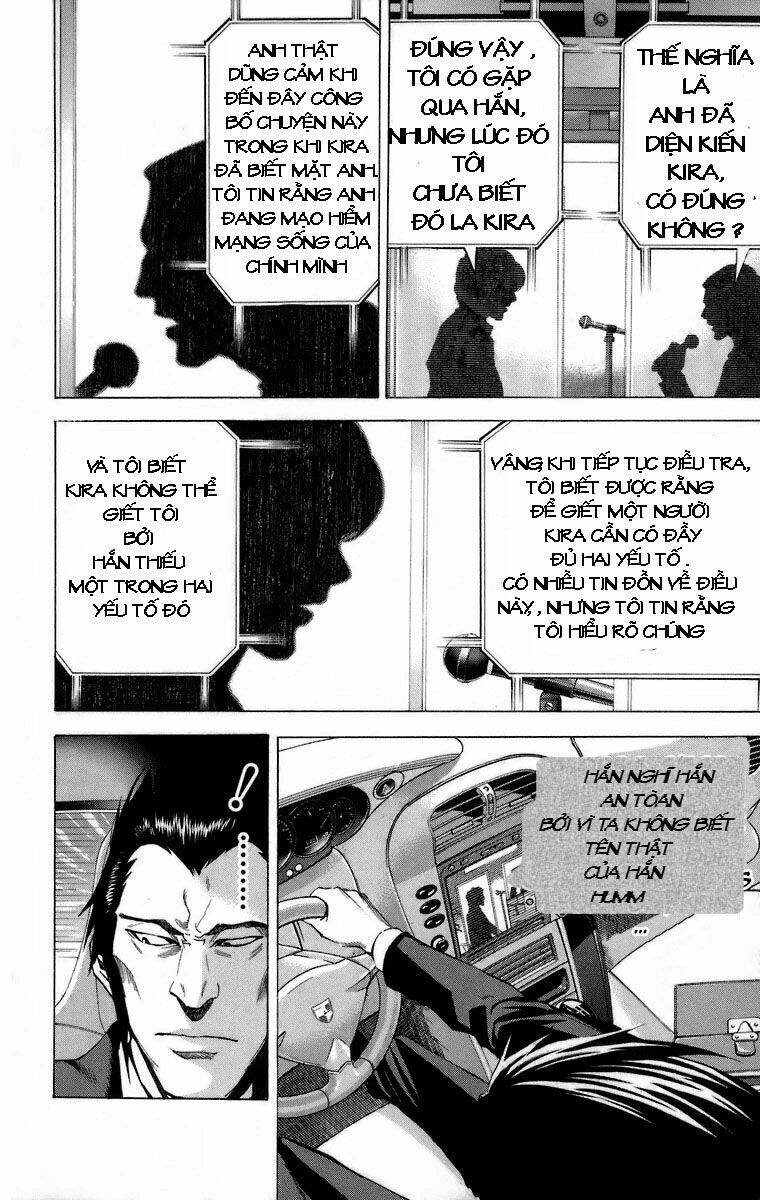 THẾ NGHĨA
LÀ
ANH ĐÃ
DIỆN KIẾN
KIRA,
CÓ ĐÚNG
KHÔNG ?
ĐÚNG VẬY ,
TÔI CÓ GẶP
QUA HẮN,
NHƯNG LÚC ĐÓ
TÔI
CHƯA BIẾT
ĐÓ LA KIRA
ANH THẬT
DŨNG CẢM KHI
ĐẾN ĐÂY CÔNG
BỐ CHUYỆN NÀY
TRONG KHI KIRA
ĐÃ BIẾT MẶT ANH.
TÔI TIN RẰNG ANH
ĐANG MẠO HIỂM
MẠNG SỐNG CỦA
CHÍNH MÌNH
VÂNG, KHI TIẾP TỤC ĐIỀU TRA,
TÔI BIẾT ĐƯỢC RẰNG
ĐỂ GIẾT MỘT NGƯỜI
KIRA CẦN CÓ ĐẦY
ĐỦ HAI YẾU TỐ .
CÓ NHIỀU TIN ĐỒN VỀ ĐIỀU
NÀY, NHƯNG TÔI TIN RẰNG
TÔI HIỂU RÕ CHÚNG
VÀ TÔI BIẾT
KIRA KHÔNG THỂ
GIẾT TÔI
BỞI
HẮN THIẾU
MỘT TRONG HAI
YẾU TỐ ĐÓ
HẮN NGHĨ HẮN
AN TÒAN
BỞI VÌ TA KHÔNG BIẾT
TÊN THẬT
CỦA HẮN
HUMM
...
!
........